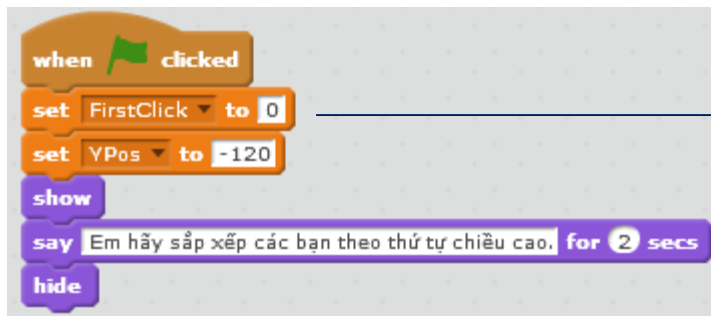 when clicked
set FirstClick to 0
set YPos to -120
show
say Em hãy sắp xếp các bạn theo thứ tự chiều cao. for 2 secs
hide